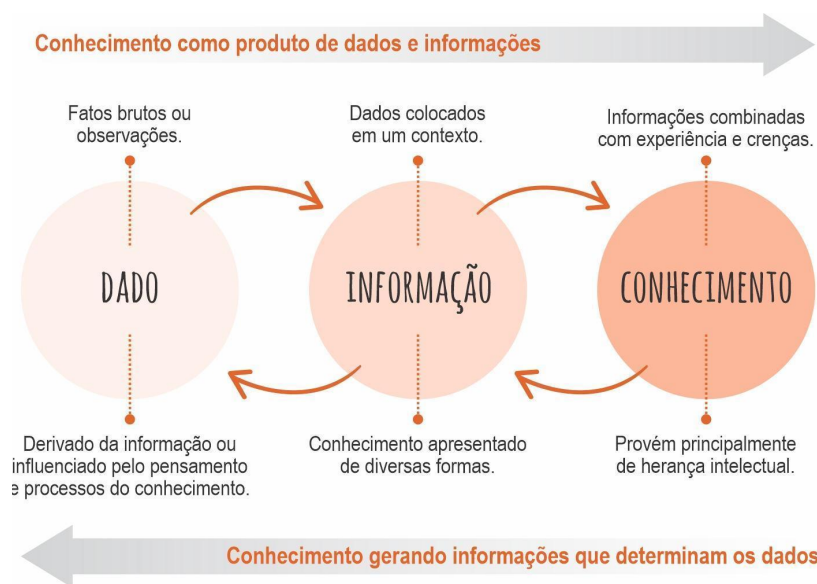 Conhecimento como produto de dados e informações
Fatos brutos ou
observações.
Dados colocados
em um contexto.
Informações combinadas
com experiência e crenças.
DADO
INFORMAÇÃO
CONHECIMENTO
Derivado da informação ou
influenciado pelo pensamento
e processos do conhecimento.
Conhecimento apresentado
de diversas formas.
Provém principalmente
de herança intelectual.
Conhecimento gerando informações que determinam os dados